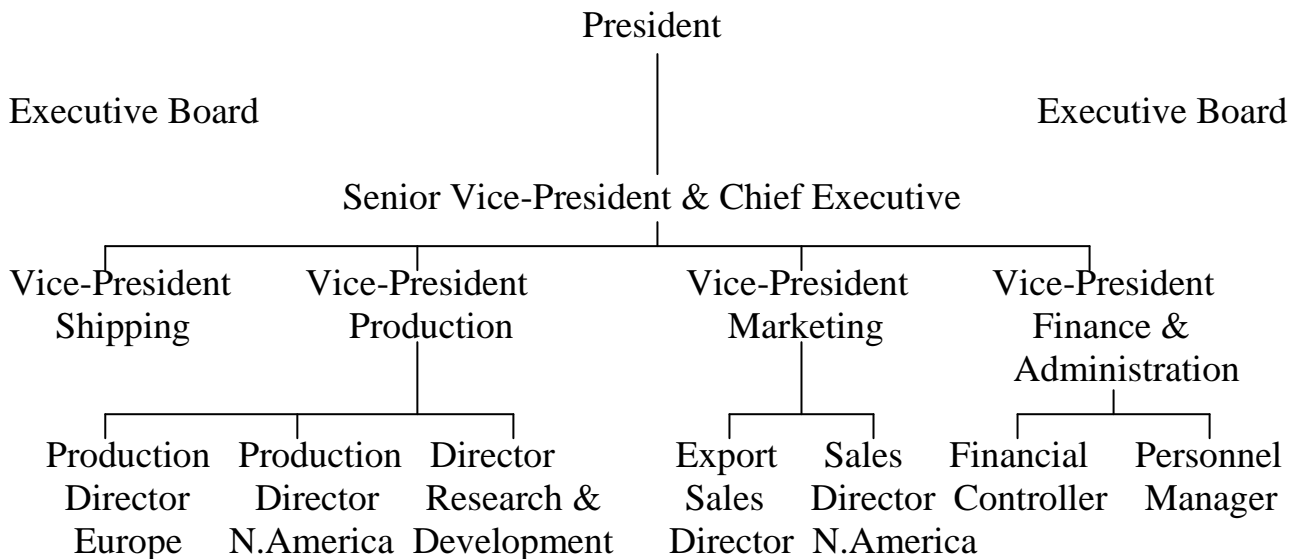 President
Executive Board Executive Board
Senior Vice-President & Chief Executive
Vice-President Vice-President Vice-President Vice-President
Shipping Production Marketing Finance &
Administration
Production Production Director Export Sales Financial Personnel
Director Director Research & Sales Director Controller Manager
Europe N.America Development Director N.America